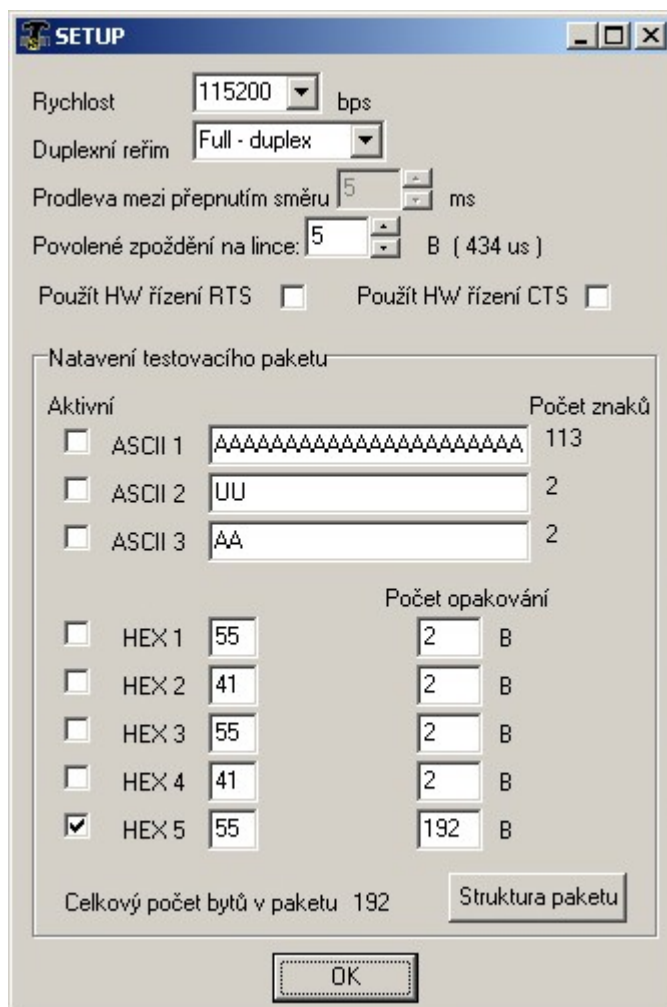 SETUP
Rychlost 115200 bps
Duplexní reřim Full - duplex
Prodleva mezi přepnutím směru 5 ms
Povolené zpoždění na lince: 5 B ( 434 us )
Použít HW řízení RTS Použít HW řízení CTS
Natavení testovacího paketu
Aktivní Počet znaků
ASCII 1 AAAAAAAAAAAAAAAAAAAAAA 113
ASCII 2 UU 2
ASCII 3 AA 2
Počet opakování
HEX 1 55 2 B
HEX 2 41 2 B
HEX 3 55 2 B
HEX 4 41 2 B
HEX 5 55 192 B
Celkový počet bytů v paketu 192 Struktura paketu
OK